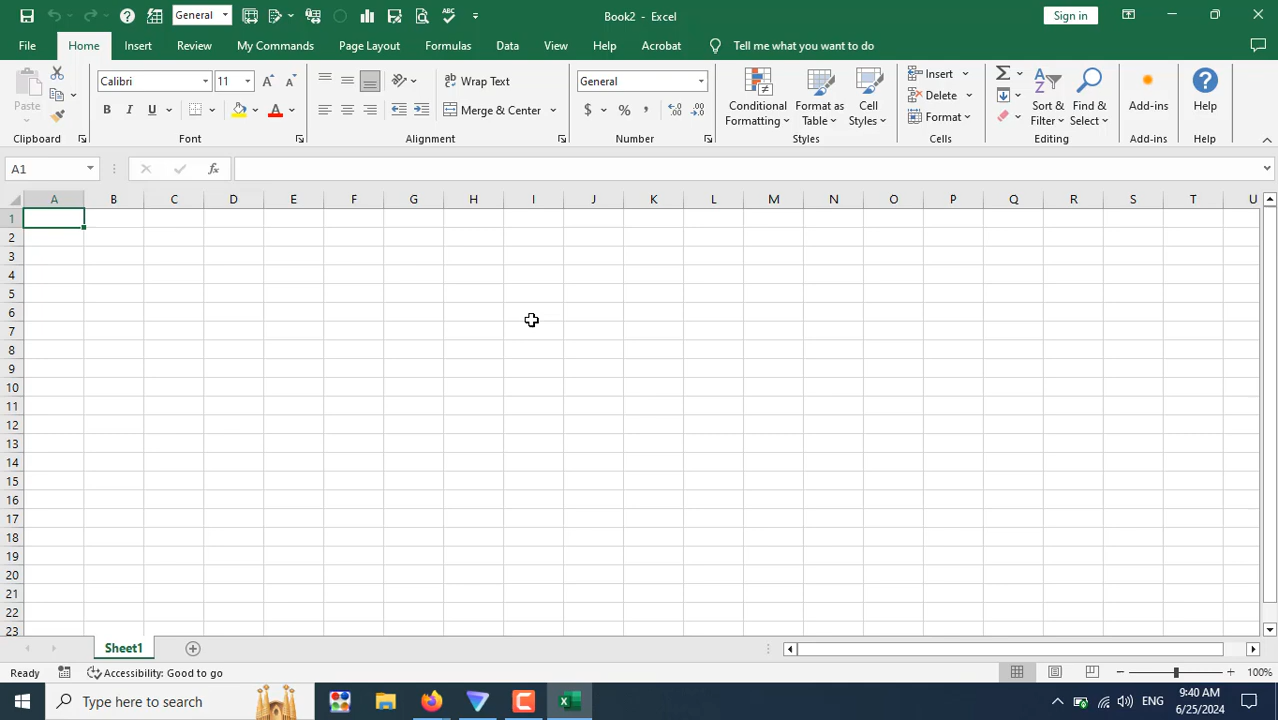 General
Book2 - Excel
Sign in
File Home Insert Review My Commands Page Layout Formulas Data View Help Acrobat Tell me what you want to do
Paste
Clipboard
Calibri 11
B I U
Font
Wrap Text
Merge & Center
Alignment
General
$ % ,
Number
Conditional Formatting
Format as Table
Cell Styles
Styles
Insert
Delete
Format
Cells
Sort & Filter
Find & Select
Editing
Add-ins
Add-ins
Help
Help
A1
fx
A B C D E F G H I J K L M N O P Q R S T U
1
2
3
4
5
6
7
8
9
10
11
12
13
14
15
16
17
18
19
20
21
22
23
Sheet1
Ready Accessibility: Good to go 100%
Type here to search
ENG
9:40 AM
6/25/2024